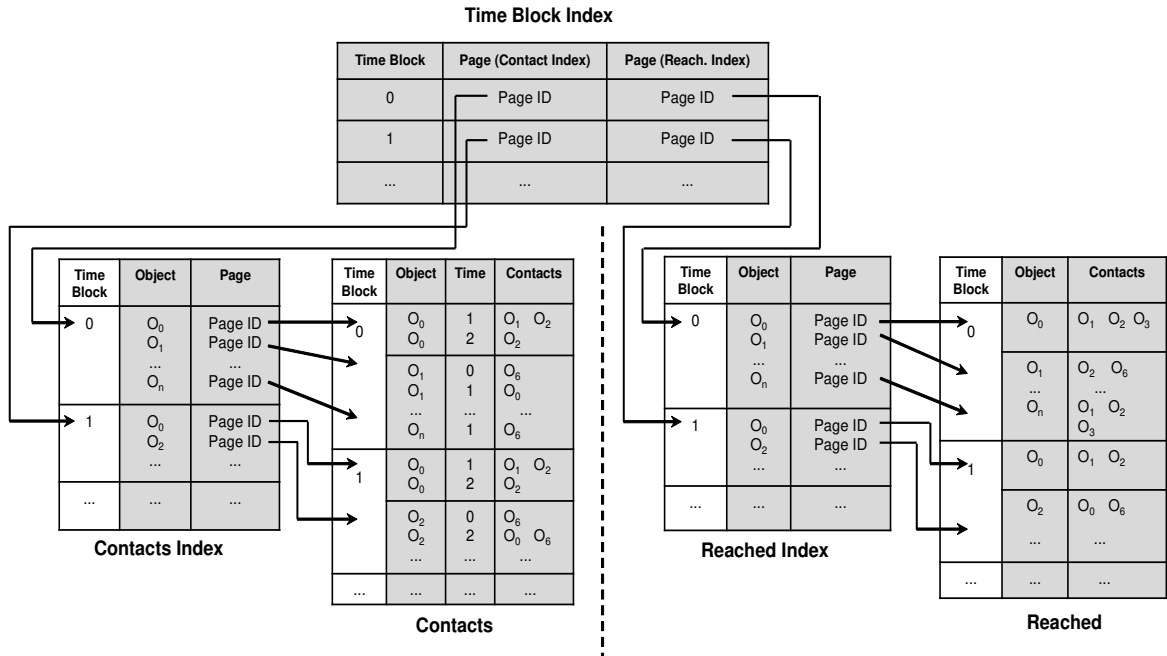 Time Block Index
Time Block Page (Contact Index) Page (Reach. Index)
0 Page ID Page ID
1 Page ID Page ID
... ... ...
Time Block Object Page
0 O₀ Page ID
O₁ Page ID
... 
Oₙ Page ID
1 O₀ Page ID
O₂ Page ID
... ...
... ... ...
Contacts Index
Time Block Object Time Contacts
0 O₀ 1 O₁ O₂
O₀ 2 O₂
O₁ 0 O₆
O₁ 1 O₀
... ... ...
Oₙ 1 O₆
1 O₀ 1 O₁ O₂
O₀ 2 O₂
O₂ 0 O₆
O₂ 2 O₀ O₆
... ...
... ... ... ...
Contacts
Time Block Object Page
0 O₀ Page ID
O₁ Page ID
...
Oₙ Page ID
1 O₀ Page ID
O₂ Page ID
... ...
... ... ...
Reached Index
Time Block Object Contacts
0 O₀ O₁ O₂ O₃
O₁ O₂ O₆
... ...
Oₙ O₁ O₂
O₃
1 O₀ O₁ O₂
O₂ O₀ O₆
... ...
... ... ...
Reached